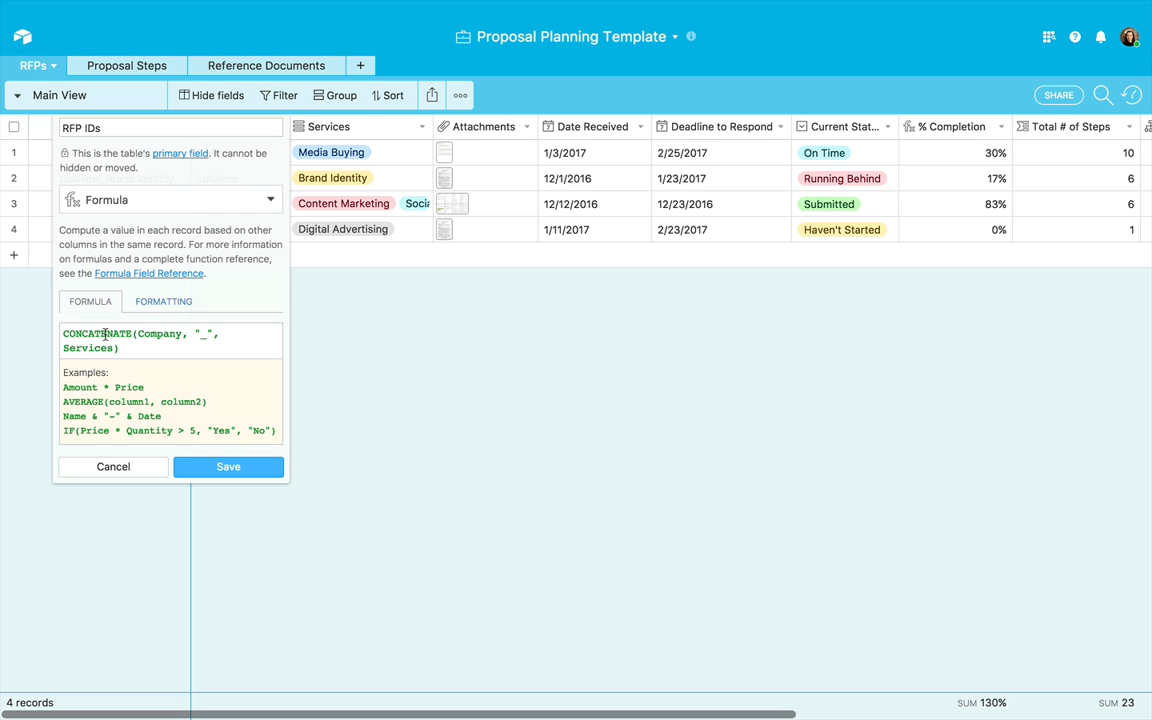 Proposal Planning Template
RFPs
Proposal Steps
Reference Documents
+
Main View
Hide fields
Filter
Group
Sort
SHARE
RFP IDs
This is the table's primary field. It cannot be
hidden or moved.
Formula
Compute a value in each record based on other
columns in the same record. For more information
on formulas and a complete function reference,
see the Formula Field Reference.
FORMULA
FORMATTING
CONCATENATE(Company, "_",
Services)
Examples:
Amount * Price
AVERAGE(column1, column2)
Name & "-" & Date
IF(Price * Quantity > 5, "Yes", "No")
Cancel
Save
Services Attachments Date Received Deadline to Respond Current Stat... % Completion Total # of Steps
1 Media Buying 1/3/2017 2/25/2017 On Time 30% 10
2 Brand Identity 12/1/2016 1/23/2017 Running Behind 17% 6
3 Content Marketing Socia 12/12/2016 12/23/2016 Submitted 83% 6
4 Digital Advertising 1/11/2017 2/23/2017 Haven't Started 0% 1
+
4 records
SUM 130%
SUM 23